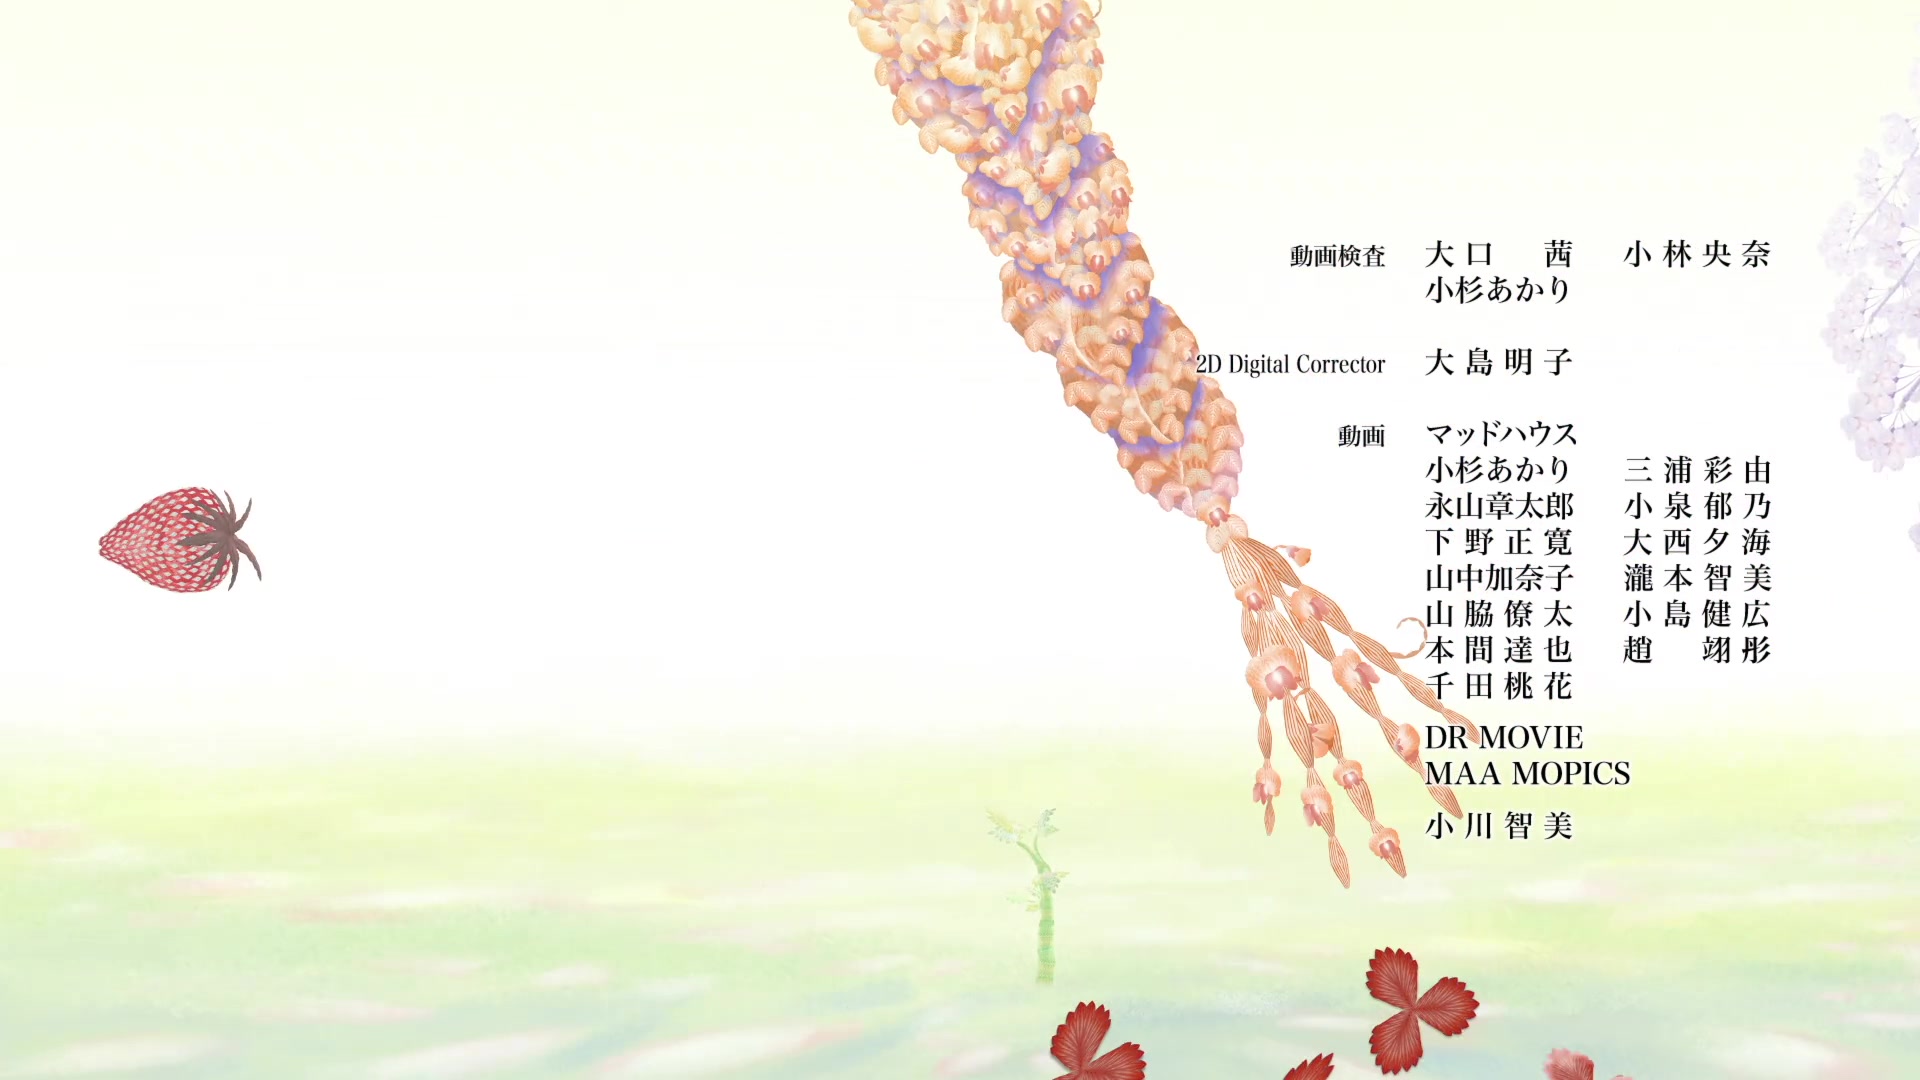 動画検査 大口 茜 小林央奈
小杉あかり
2D Digital Corrector 大島明子
動画 マッドハウス
小杉あかり 三浦彩由
永山章太郎 小泉郁乃
下野正寛 大西夕海
山中加奈子 瀧本智美
山脇僚太 小島健広
本間達也 趙 翊彤
千田桃花
DR MOVIE
MAA MOPICS
小川智美